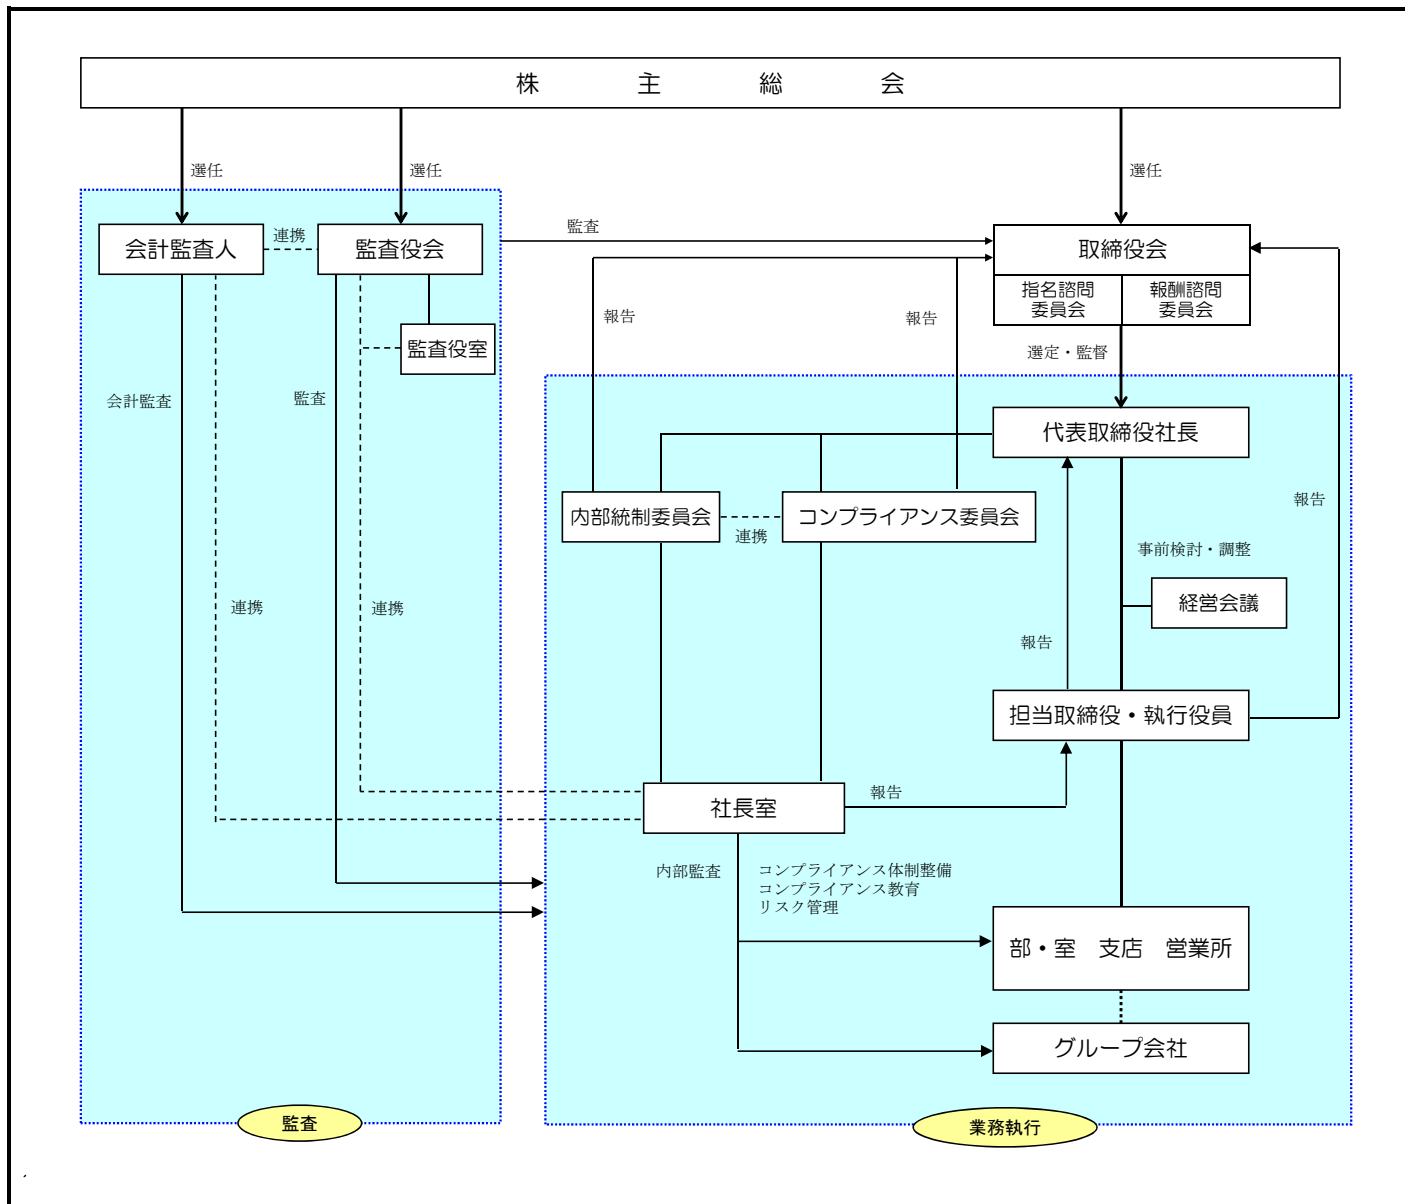 株主総会
選任
選任
選任
会計監査人
連携
監査役会
監査
取締役会
指名諮問
委員会
報酬諮問
委員会
報告
報告
選定・監督
監査役室
会計監査
監査
代表取締役社長
報告
内部統制委員会
連携
コンプライアンス委員会
事前検討・調整
経営会議
連携
連携
報告
担当取締役・執行役員
報告
社長室
内部監査
コンプライアンス体制整備
コンプライアンス教育
リスク管理
部・室 支店 営業所
グループ会社
監査
業務執行